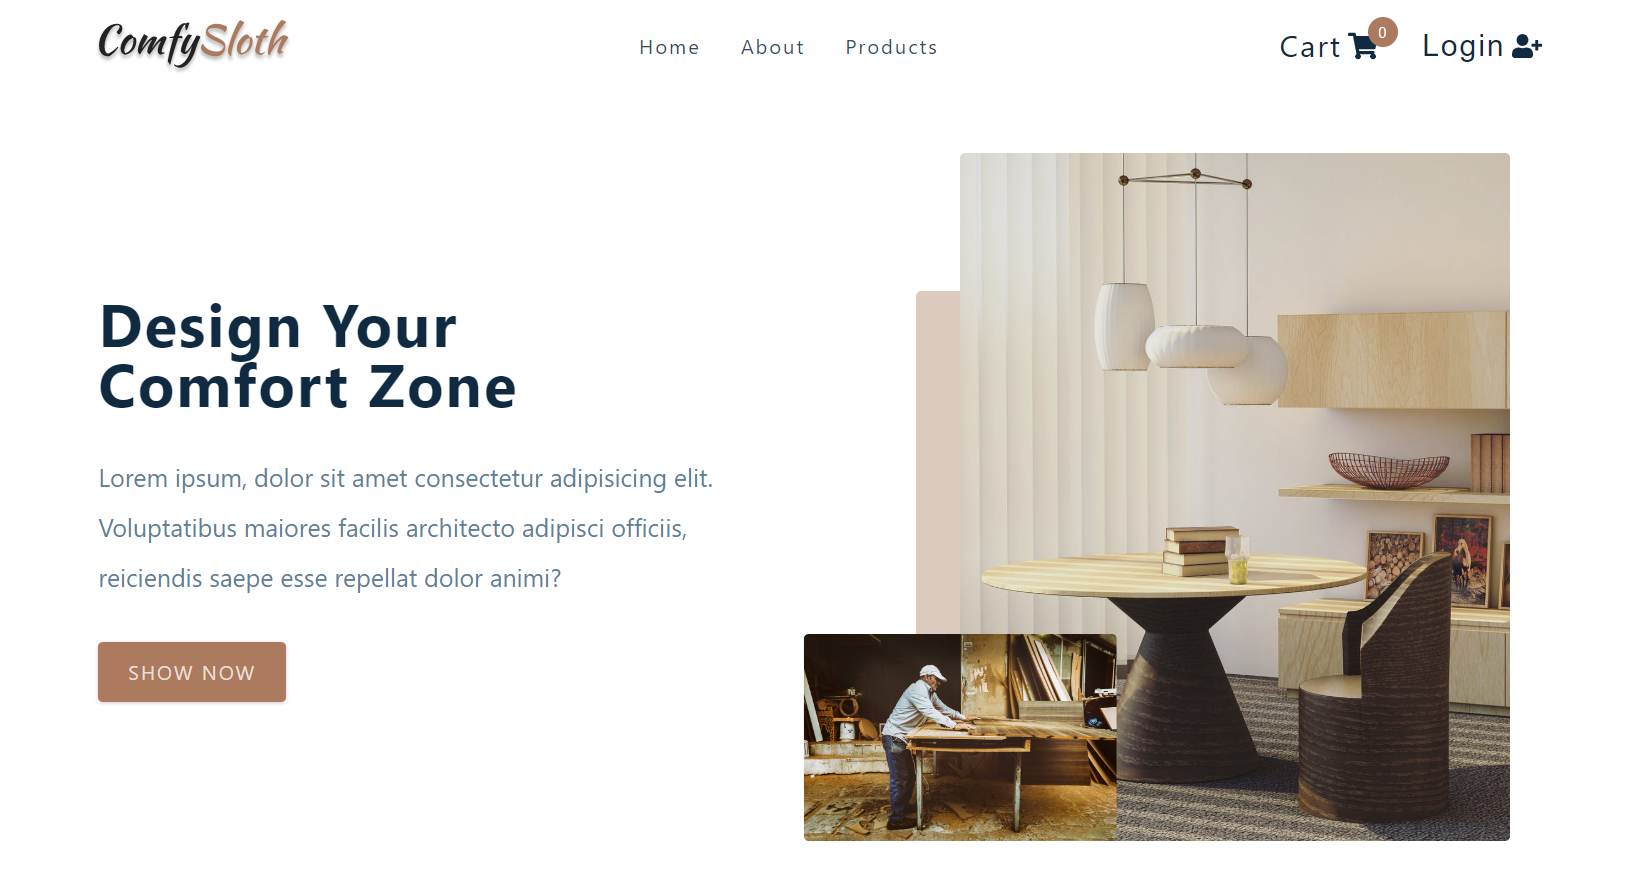 ComfySloth
Home
About
Products
Cart 0
Login
Design Your
Comfort Zone
Lorem ipsum, dolor sit amet consectetur adipisicing elit.
Voluptatibus maiores facilis architecto adipisci officiis,
reiciendis saepe esse repellat dolor animi?
SHOW NOW